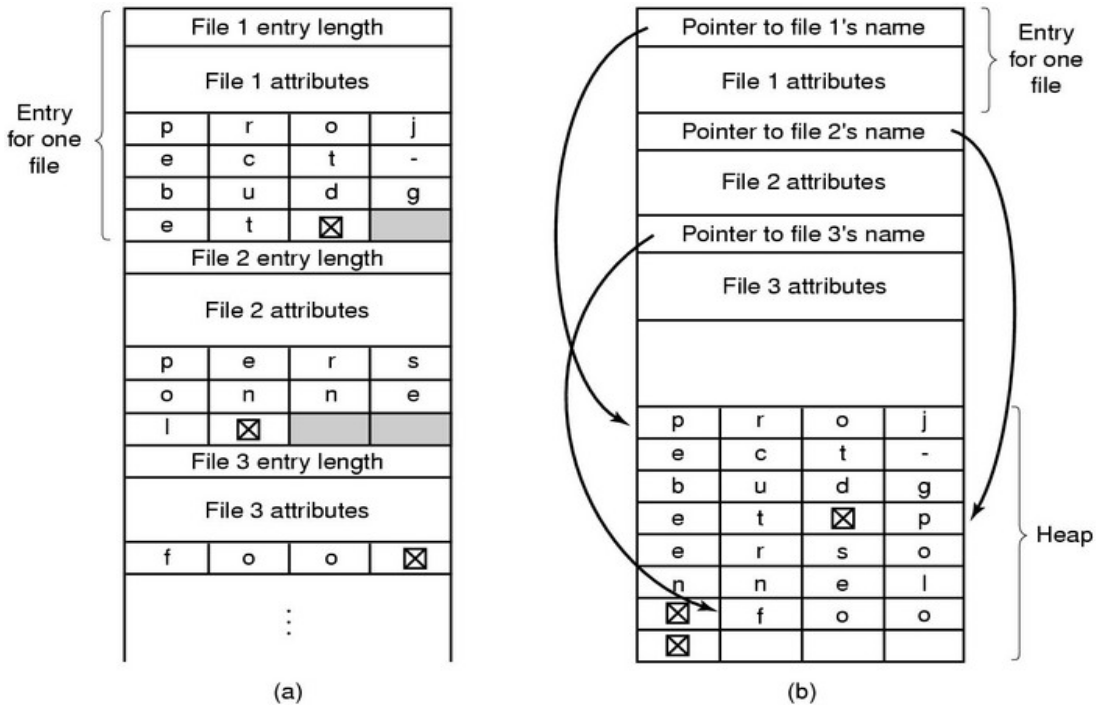 File 1 entry length
File 1 attributes
Entry
for one
file
p r o j
e c t -
b u d g
e t
File 2 entry length
File 2 attributes
p e r s
o n n e
l
File 3 entry length
File 3 attributes
f o o
⋮
(a)
Pointer to file 1's name
File 1 attributes
Entry
for one
file
Pointer to file 2's name
File 2 attributes
Pointer to file 3's name
File 3 attributes
p r o j
e c t -
b u d g
e t p
e r s o
n n e l
f o o
Heap
(b)